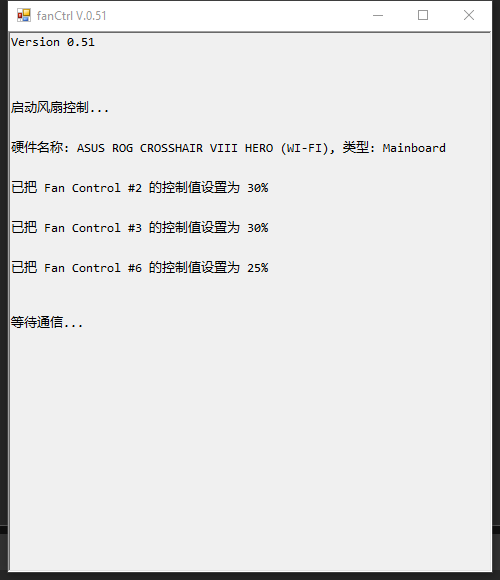 fanCtrl V.0.51
Version 0.51
启动风扇控制...
硬件名称: ASUS ROG CROSSHAIR VIII HERO (WI-FI), 类型: Mainboard
已把 Fan Control #2 的控制值设置为 30%
已把 Fan Control #3 的控制值设置为 30%
已把 Fan Control #6 的控制值设置为 25%
等待通信...